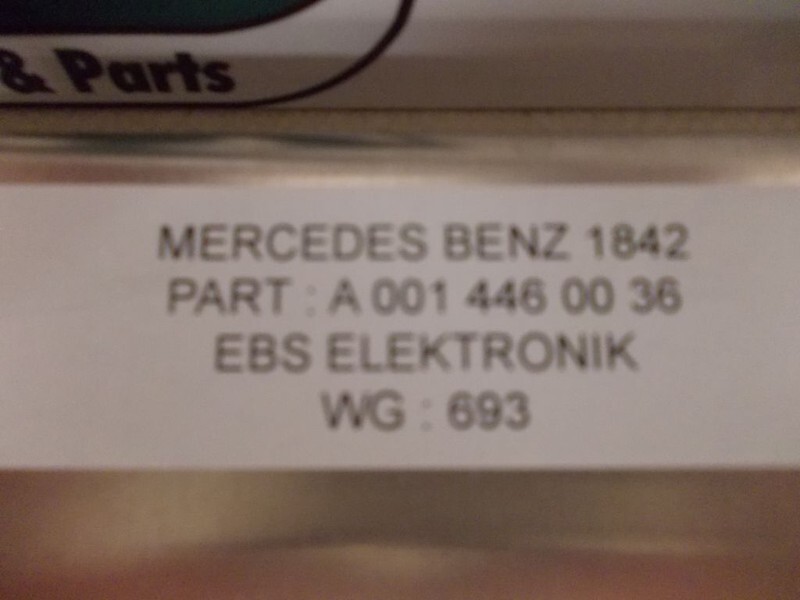 & Parts
MERCEDES BENZ 1842
PART : A 001 446 00 36
EBS ELEKTRONIK
WG : 693